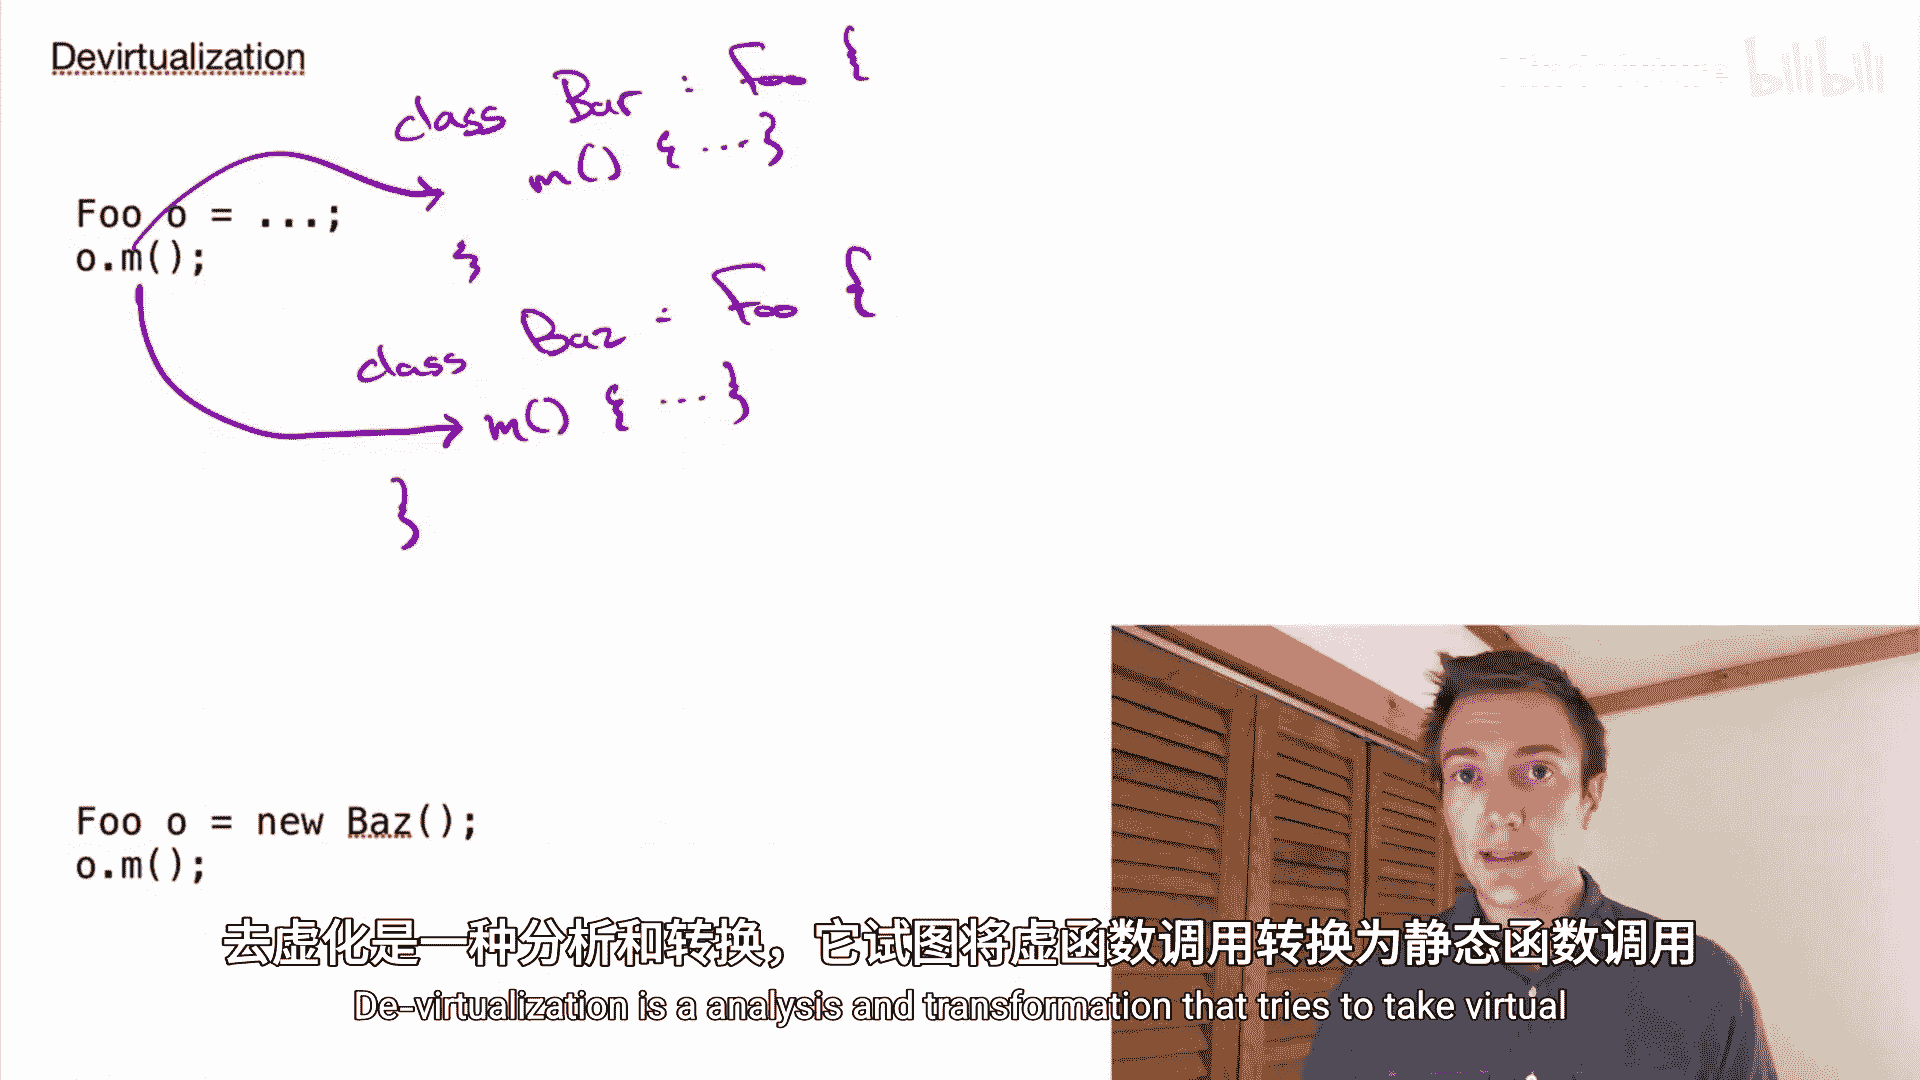 Devirtualization
bilibili
class Bar : Foo {
m() { ... }
}
Foo o = ...;
o.m();
class Baz : Foo {
m() { ... }
}
Foo o = new Baz();
o.m();
去虚化是一种分析和转换，它试图将虚函数调用转换为静态函数调用
De-virtualization is a analysis and transformation that tries to take virtual